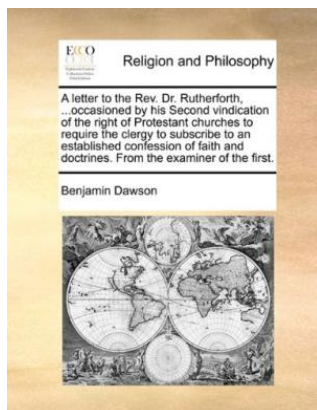 ECCO
Religion and Philosophy
A letter to the Rev. Dr. Rutherforth,
...occasioned by his Second vindication
of the right of Protestant churches to
require the clergy to subscribe to an
established confession of faith and
doctrines. From the examiner of the first.
Benjamin Dawson